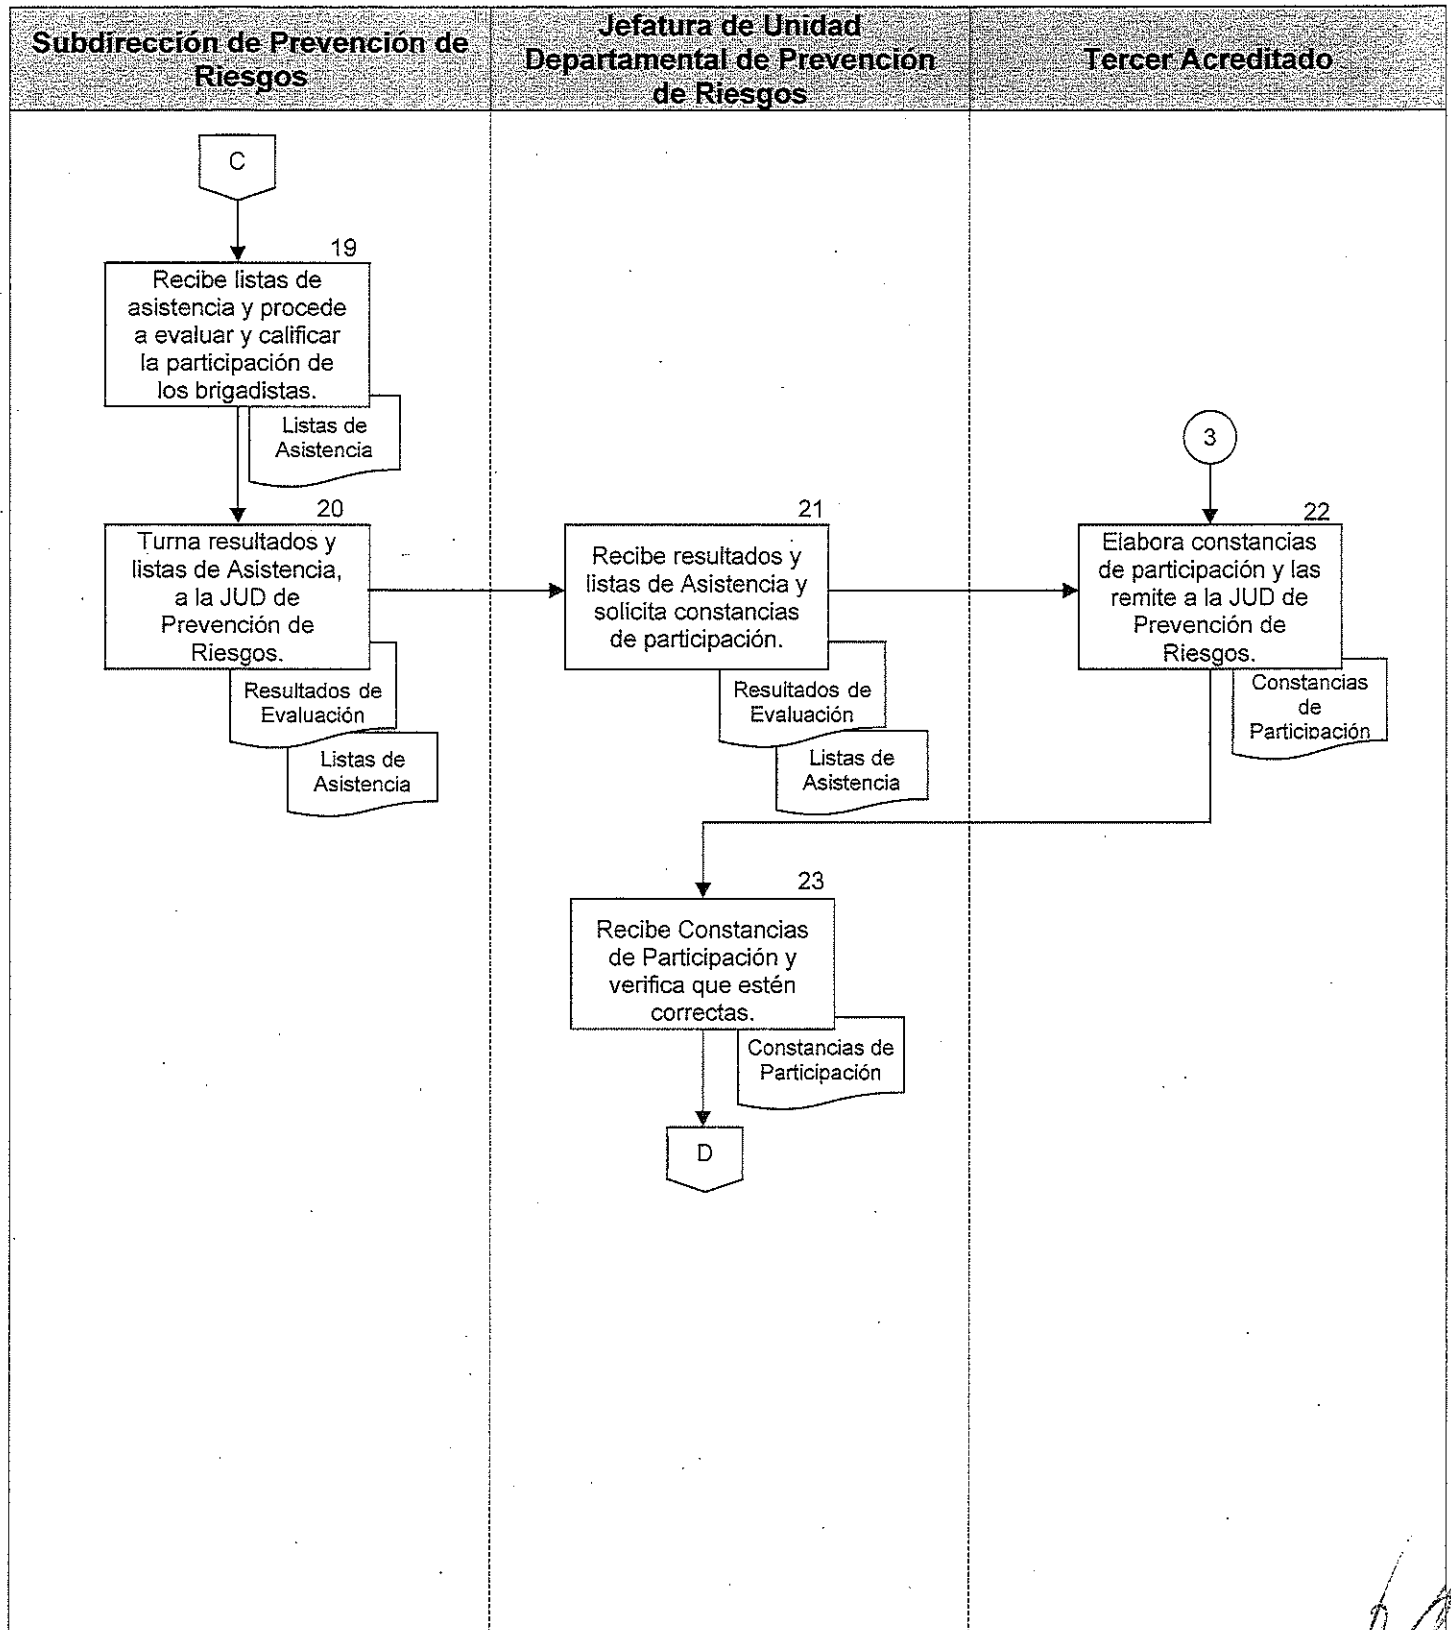 Subdirección de Prevención de
Riesgos
Jefatura de Unidad
Departamental de Prevención
de Riesgos
Tercer Acreditado
C
19
Recibe listas de
asistencia y procede
a evaluar y calificar
la participación de
los brigadistas.
Listas de
Asistencia
3
20
Turna resultados y
listas de Asistencia,
a la JUD de
Prevención de
Riesgos.
Resultados de
Evaluación
Listas de
Asistencia
21
Recibe resultados y
listas de Asistencia y
solicita constancias
de participación.
Resultados de
Evaluación
Listas de
Asistencia
22
Elabora constancias
de participación y las
remite a la JUD de
Prevención de
Riesgos.
Constancias
de
Participación
23
Recibe Constancias
de Participación y
verifica que estén
correctas.
Constancias de
Participación
D